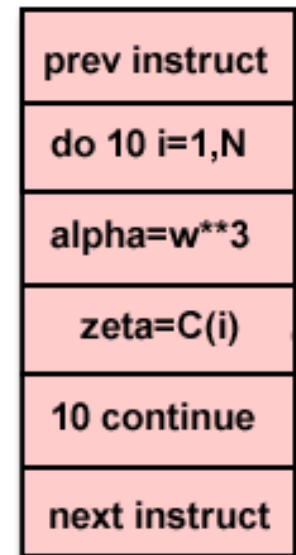 prev instruct
do 10 i=1,N
alpha=w**3
zeta=C(i)
10 continue
next instruct